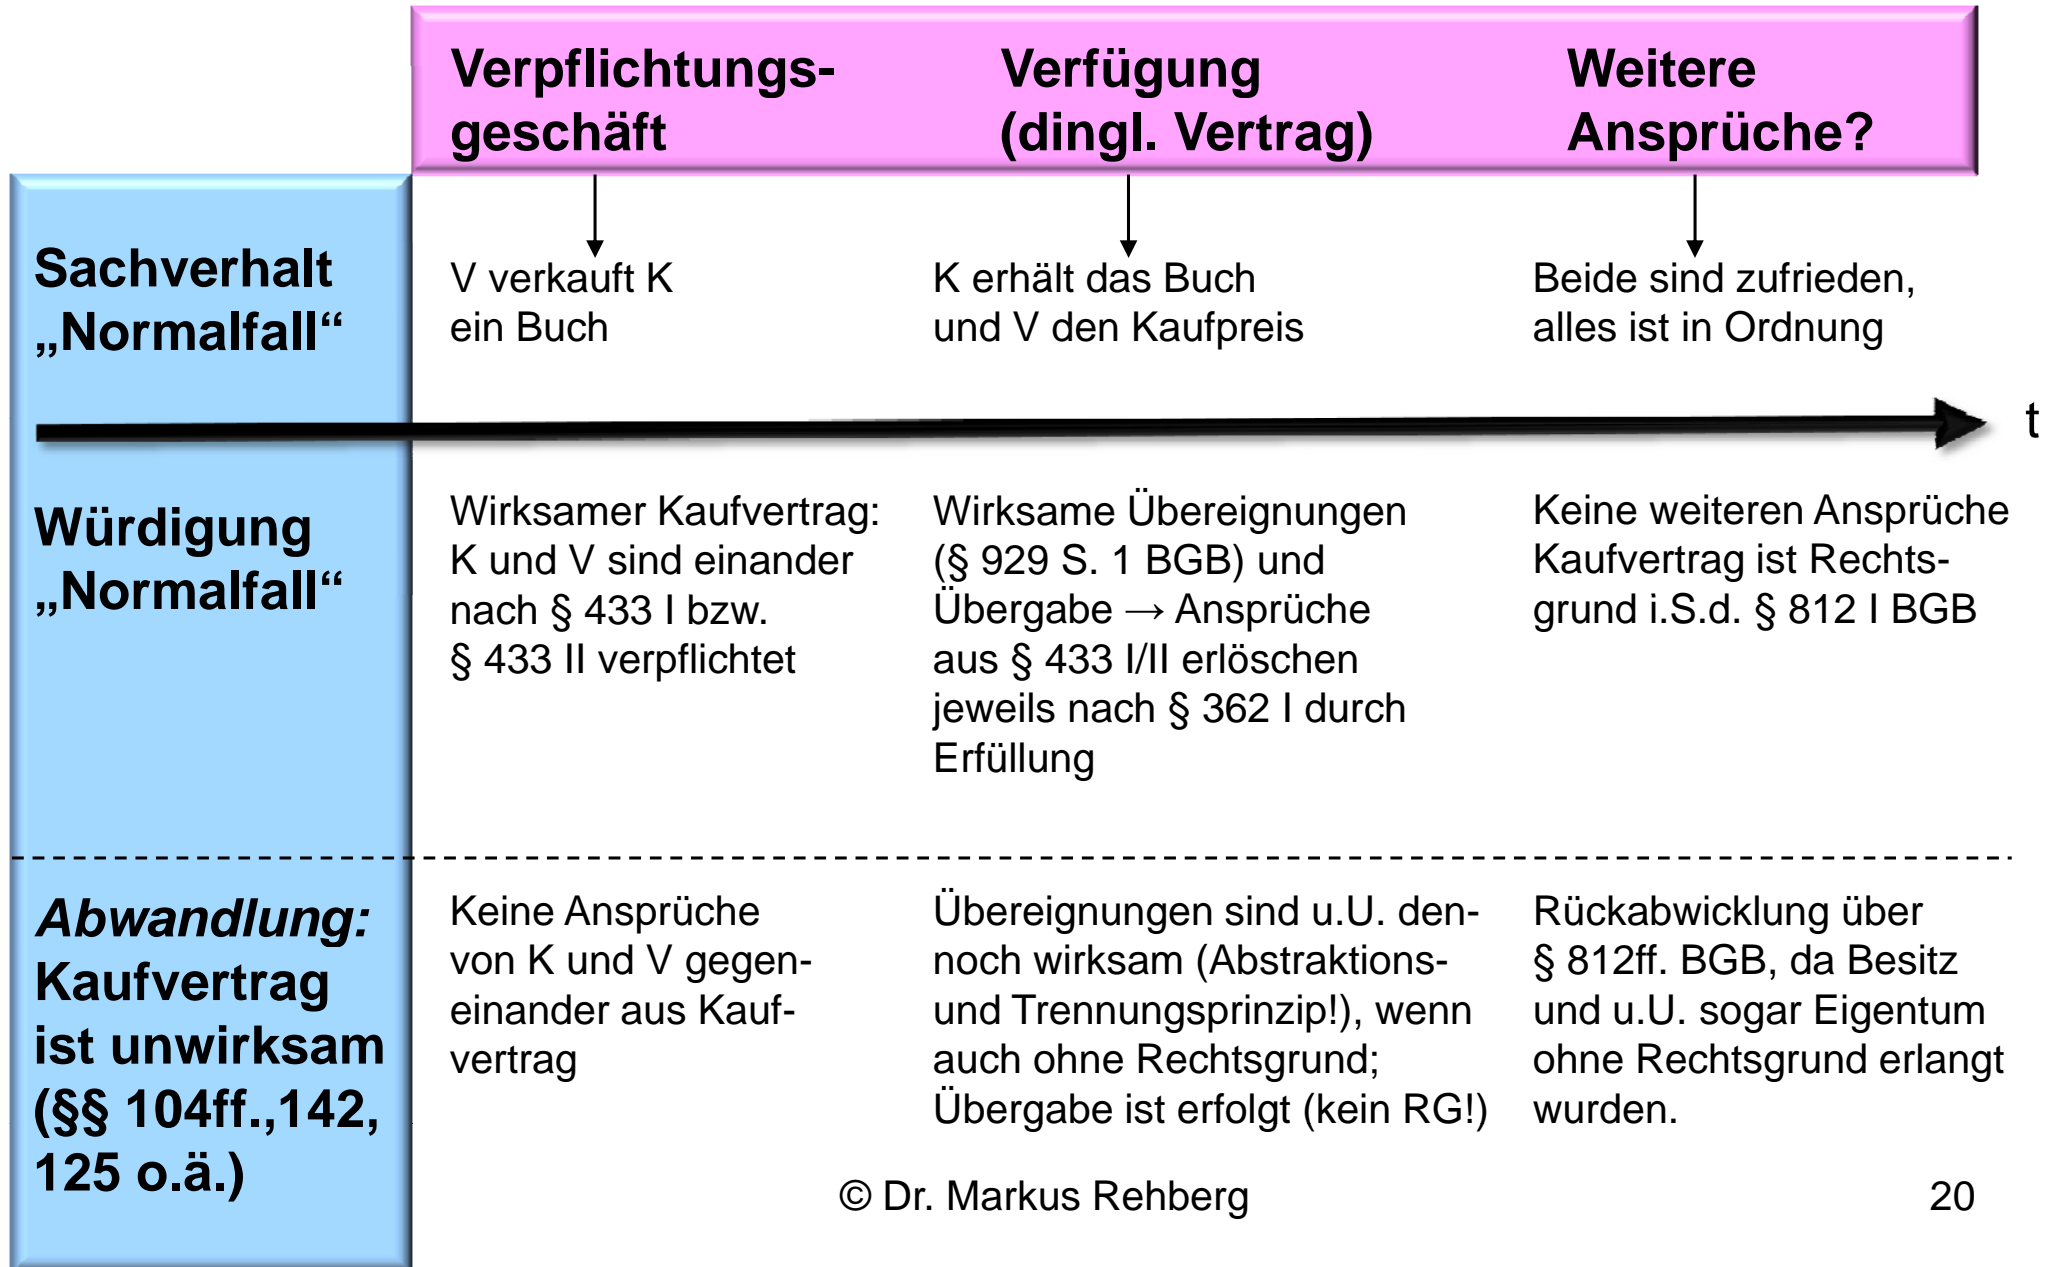 Verpflichtungs-
geschäft
Verfügung
(dingl. Vertrag)
Weitere
Ansprüche?
Sachverhalt
„Normalfall“
V verkauft K
ein Buch
K erhält das Buch
und V den Kaufpreis
Beide sind zufrieden,
alles ist in Ordnung
t
Würdigung
„Normalfall“
Wirksamer Kaufvertrag:
K und V sind einander
nach § 433 I bzw.
§ 433 II verpflichtet
Wirksame Übereignungen
(§ 929 S. 1 BGB) und
Übergabe → Ansprüche
aus § 433 I/II erlöschen
jeweils nach § 362 I durch
Erfüllung
Keine weiteren Ansprüche
Kaufvertrag ist Rechts-
grund i.S.d. § 812 I BGB
Abwandlung:
Kaufvertrag
ist unwirksam
(§§ 104ff.,142,
125 o.ä.)
Keine Ansprüche
von K und V gegen-
einander aus Kauf-
vertrag
Übereignungen sind u.U. den-
noch wirksam (Abstraktions-
und Trennungsprinzip!), wenn
auch ohne Rechtsgrund;
Übergabe ist erfolgt (kein RG!)
Rückabwicklung über
§ 812ff. BGB, da Besitz
und u.U. sogar Eigentum
ohne Rechtsgrund erlangt
wurden.
© Dr. Markus Rehberg
20